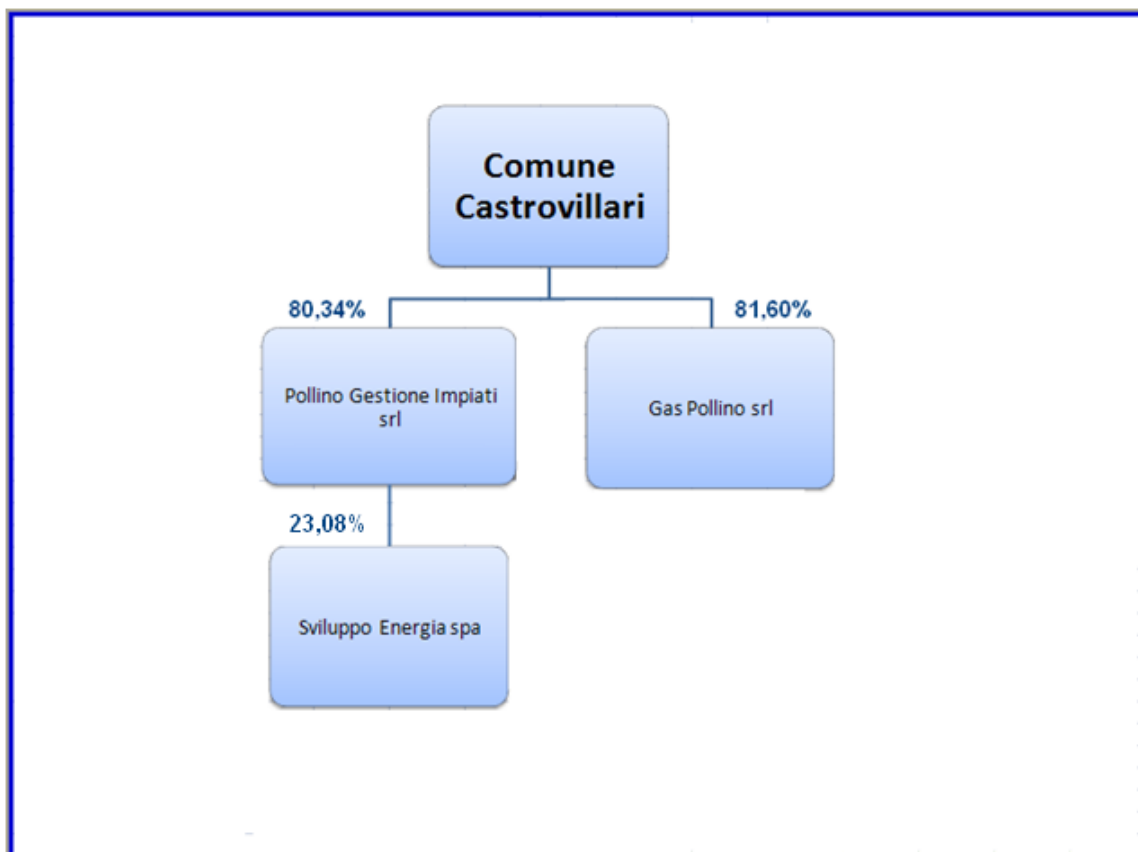 Comune
Castrovillari
80,34%
81,60%
Pollino Gestione Impiati
srl
Gas Pollino srl
23,08%
Sviluppo Energia spa